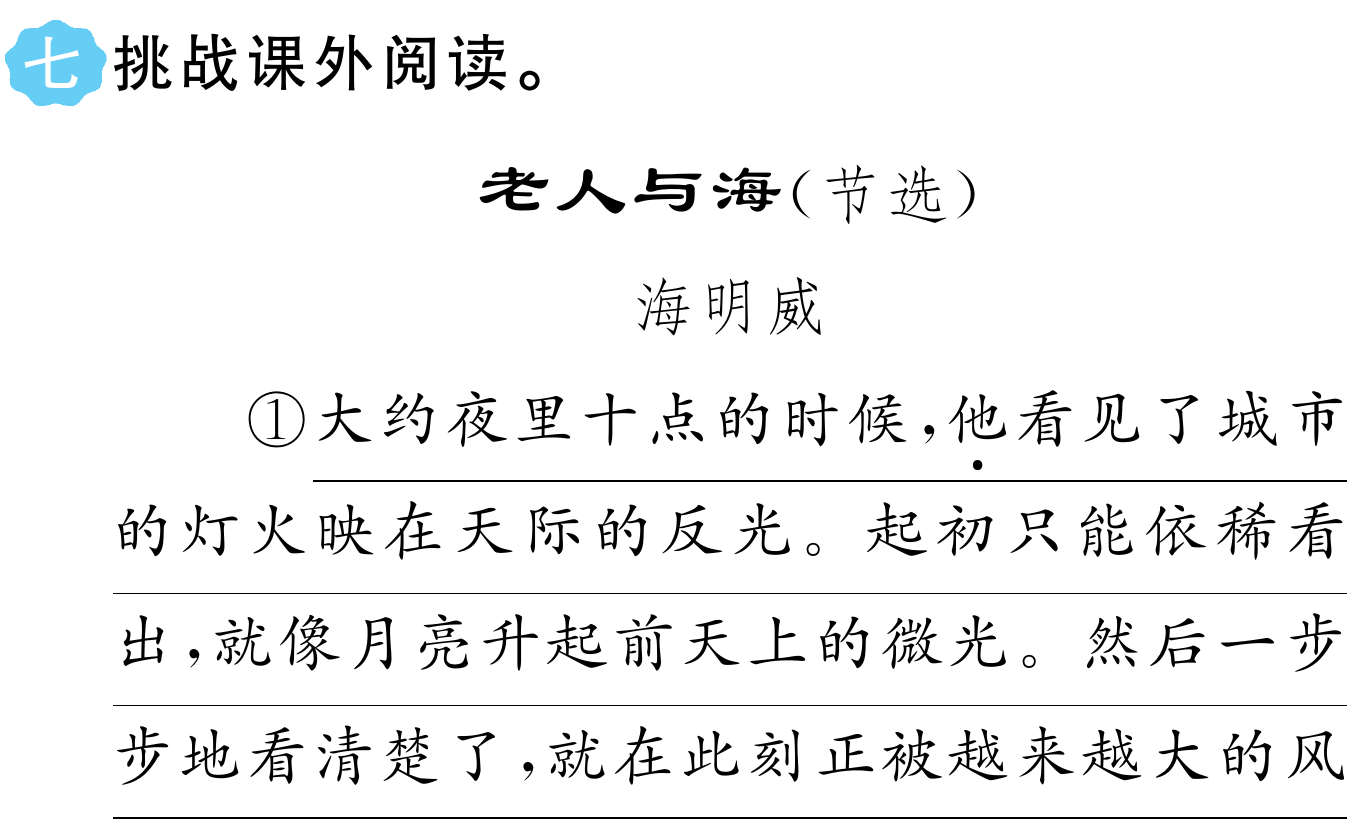 七 挑战课外阅读。
老人与海(节选)
海明威
①大约夜里十点的时候,他看见了城市
的灯火映在天际的反光。起初只能依稀看
出,就像月亮升起前天上的微光。然后一步
步地看清楚了,就在此刻正被越来越大的风